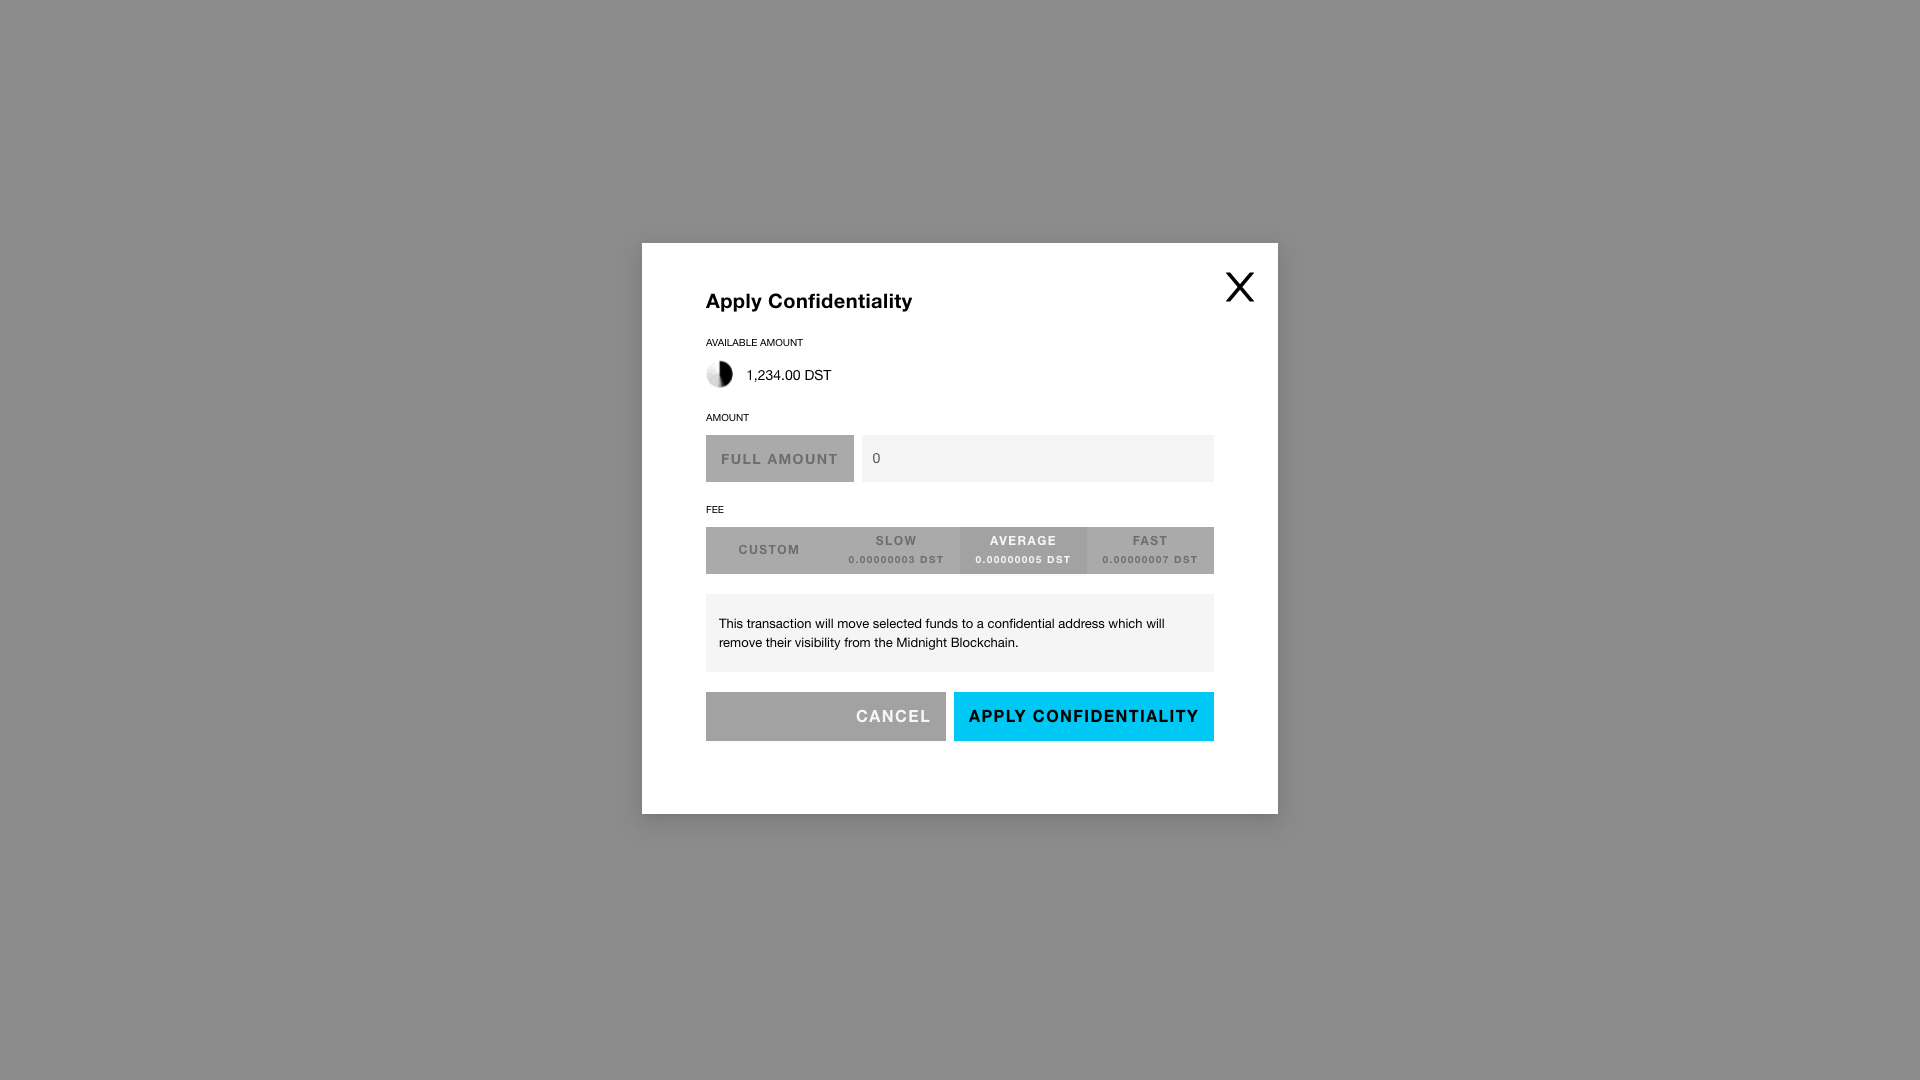 Apply Confidentiality
X
AVAILABLE AMOUNT
1,234.00 DST
AMOUNT
FULL AMOUNT 0
FEE
CUSTOM SLOW AVERAGE FAST
0.00000003 DST 0.00000005 DST 0.00000007 DST
This transaction will move selected funds to a confidential address which will
remove their visibility from the Midnight Blockchain.
CANCEL APPLY CONFIDENTIALITY